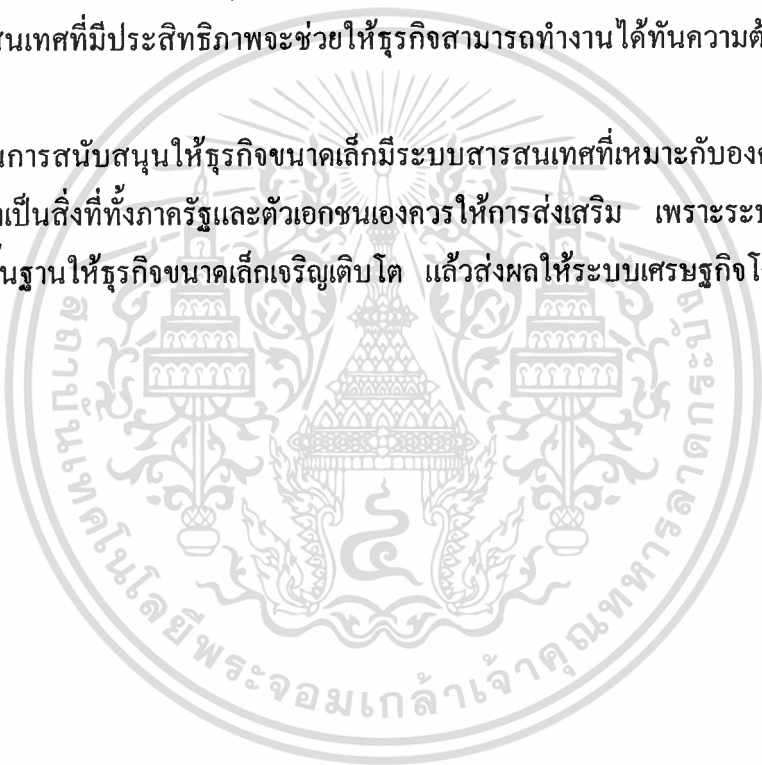 สนเทศที่มีประสิทธิภาพจะช่วยให้ธุรกิจสามารถทำงานได้ทันความต้
นการสนับสนุนให้ธุรกิจขนาดเล็กมีระบบสารสนเทศที่เหมาะกับองค
าเป็นสิ่งที่ทั้งภาครัฐและตัวเอกชนเองควรให้การส่งเสริม เพราะระบ
ื้นฐานให้ธุรกิจขนาดเล็กเจริญเติบโต แล้วส่งผลให้ระบบเศรษฐกิจโ
สถาบันเทคโนโลยีพระจอมเกล้าเจ้าคุณทหารลาดกระบัง